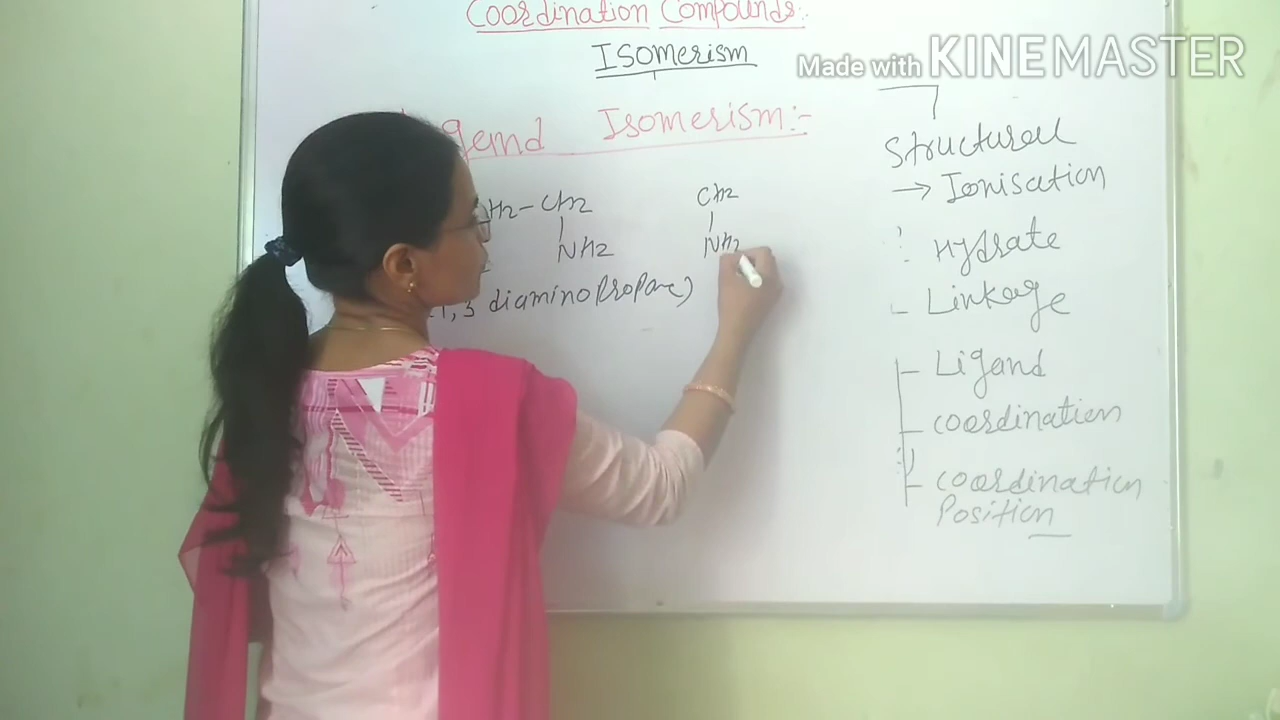 Coordination Compounds:
Isomerism
Made with KINEMASTER
gand Isomerism:-
H2-CH2
NH2
CH2
NH2
1,3 diaminopropane)
Structural
→ Ionisation
Hydrate
Linkage
Ligand
coordination
coordination
Position